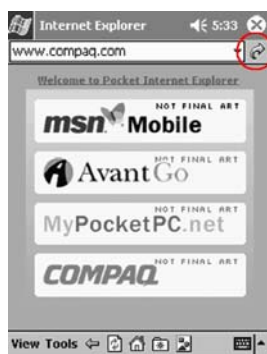 Internet Explorer 5:33
www.compaq.com
Welcome to Pocket Internet Explorer
NOT FINAL ART
msn Mobile
NOT FINAL ART
AvantGo
NOT FINAL ART
MyPocketPC.net
NOT FINAL ART
COMPAQ
View Tools